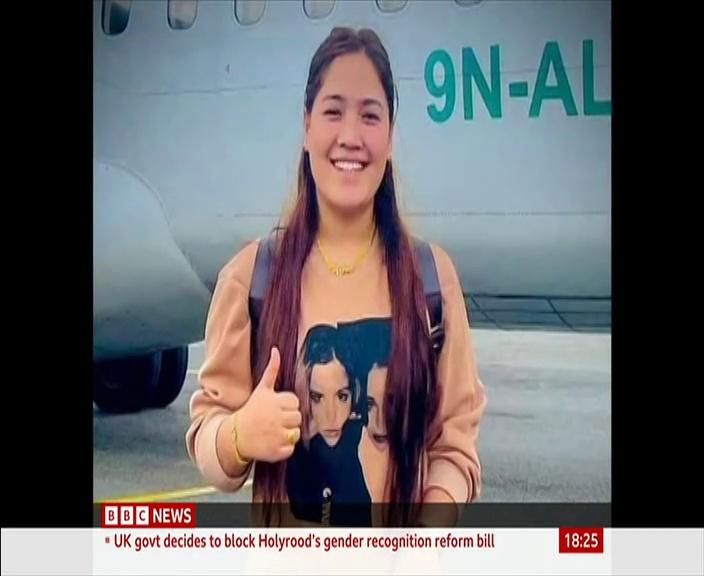 9N-AL
BBC NEWS
UK govt decides to block Holyrood's gender recognition reform bill
18:25